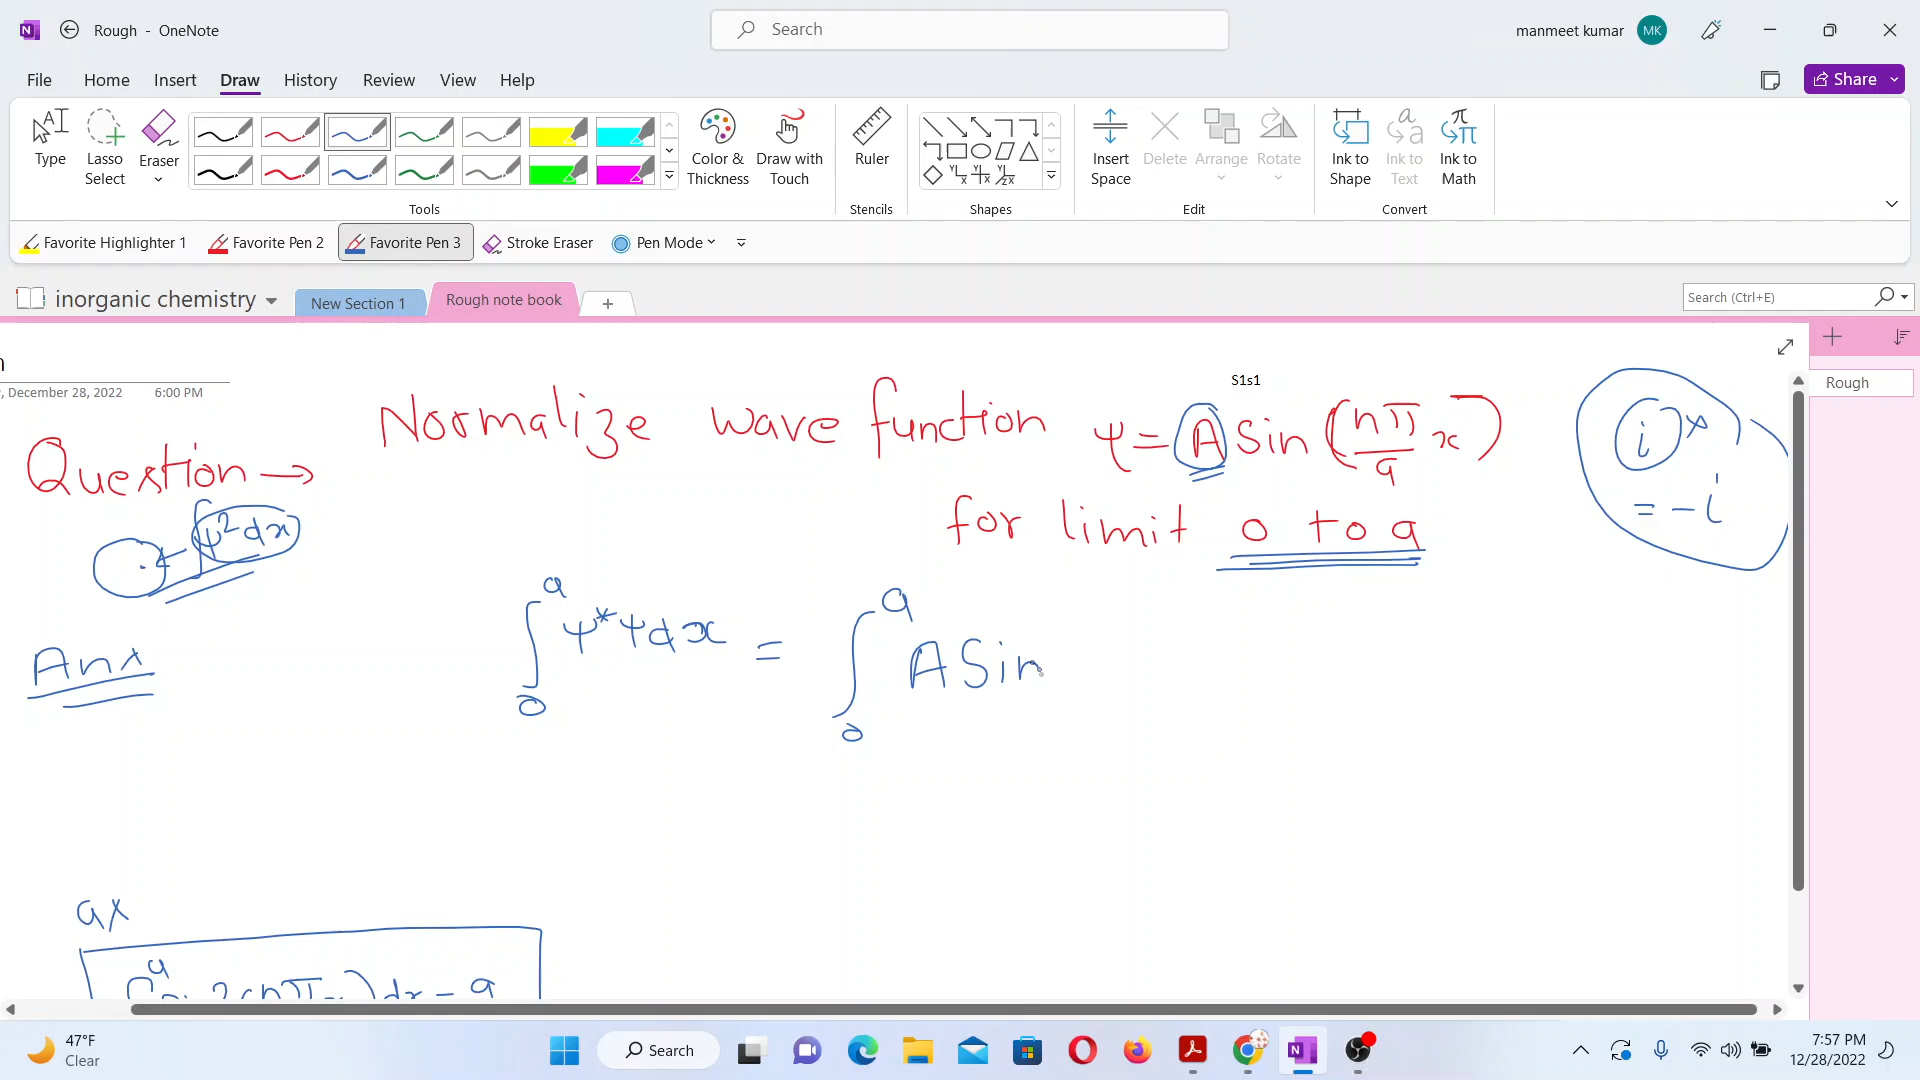 Rough - OneNote
Search
manmeet kumar MK
File Home Insert Draw History Review View Help
Share
Type
Lasso Select
Eraser
Color & Thickness
Draw with Touch
Ruler
Insert Space
Delete
Arrange
Rotate
Ink to Shape
Ink to Text
Ink to Math
Tools Stencils Shapes Edit Convert
Favorite Highlighter 1 Favorite Pen 2 Favorite Pen 3 Stroke Eraser Pen Mode
inorganic chemistry New Section 1 Rough note book
Search (Ctrl+E)
Rough
, December 28, 2022 6:00 PM
S1s1
Question → Normalize wave function ψ = A Sin (nπ/a x)
for limit 0 to a
i* = -i
∫ψ²dx
Ans
∫₀ᵃ ψ*ψdx = ∫₀ᵃ A Sin
ax
47°F
Clear
Search
7:57 PM
12/28/2022